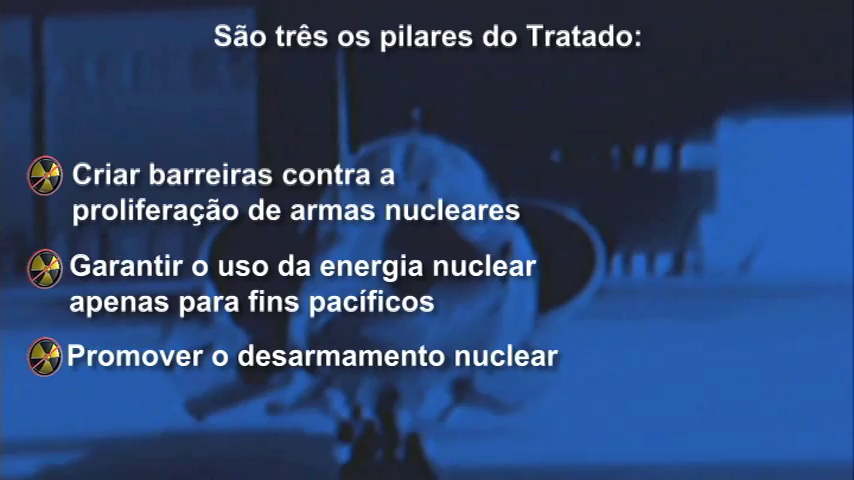 São três os pilares do Tratado:
Criar barreiras contra a
proliferação de armas nucleares
Garantir o uso da energia nuclear
apenas para fins pacíficos
Promover o desarmamento nuclear